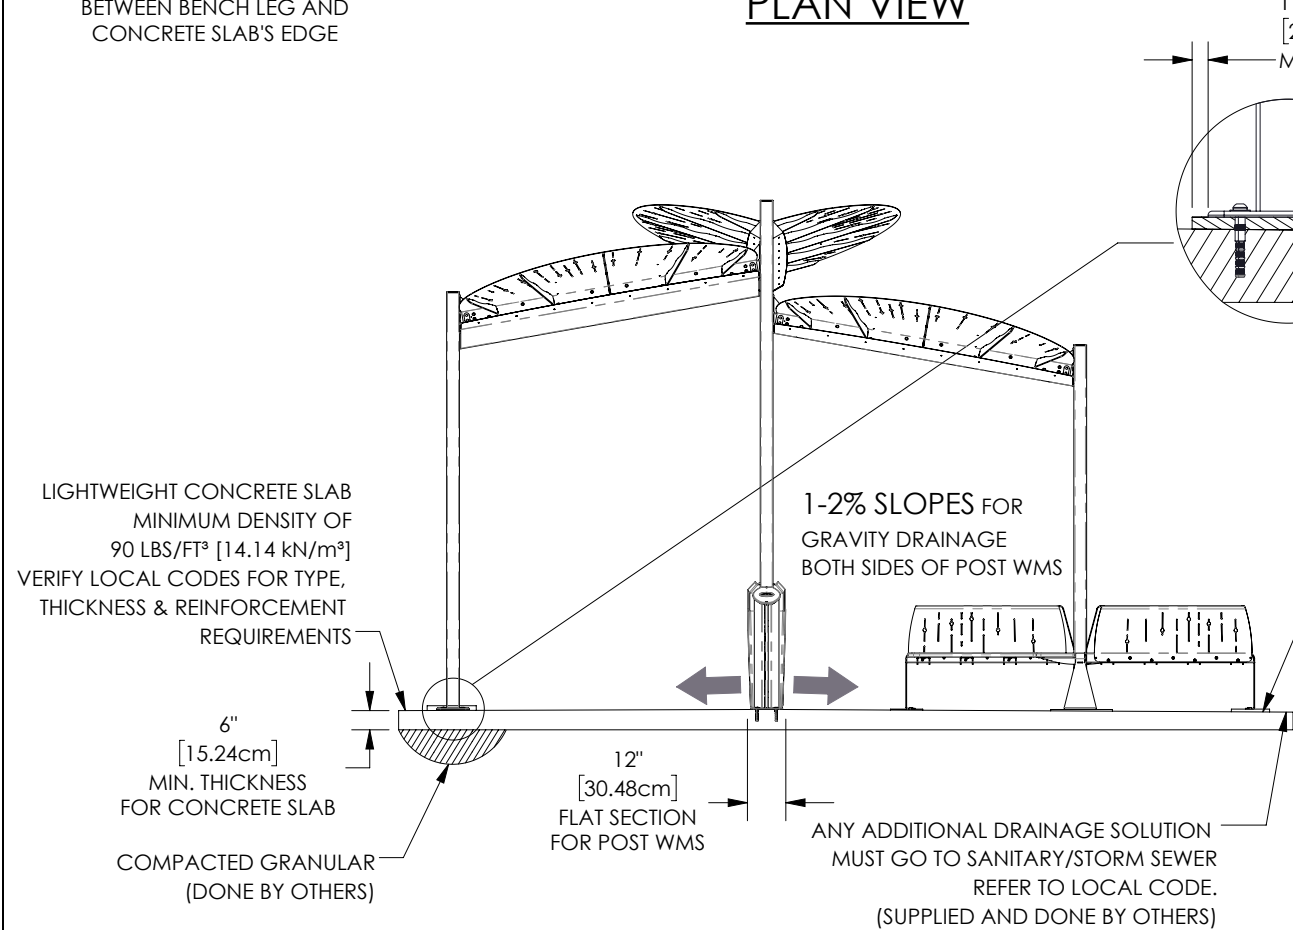 BETWEEN BENCH LEG AND
CONCRETE SLAB'S EDGE
PLAN VIEW
LIGHTWEIGHT CONCRETE SLAB
MINIMUM DENSITY OF
90 LBS/FT³ [14.14 kN/m³]
VERIFY LOCAL CODES FOR TYPE,
THICKNESS & REINFORCEMENT
REQUIREMENTS
1-2% SLOPES FOR
GRAVITY DRAINAGE
BOTH SIDES OF POST WMS
6"
[15.24cm]
MIN. THICKNESS
FOR CONCRETE SLAB
COMPACTED GRANULAR
(DONE BY OTHERS)
12"
[30.48cm]
FLAT SECTION
FOR POST WMS
ANY ADDITIONAL DRAINAGE SOLUTION
MUST GO TO SANITARY/STORM SEWER
REFER TO LOCAL CODE.
(SUPPLIED AND DONE BY OTHERS)